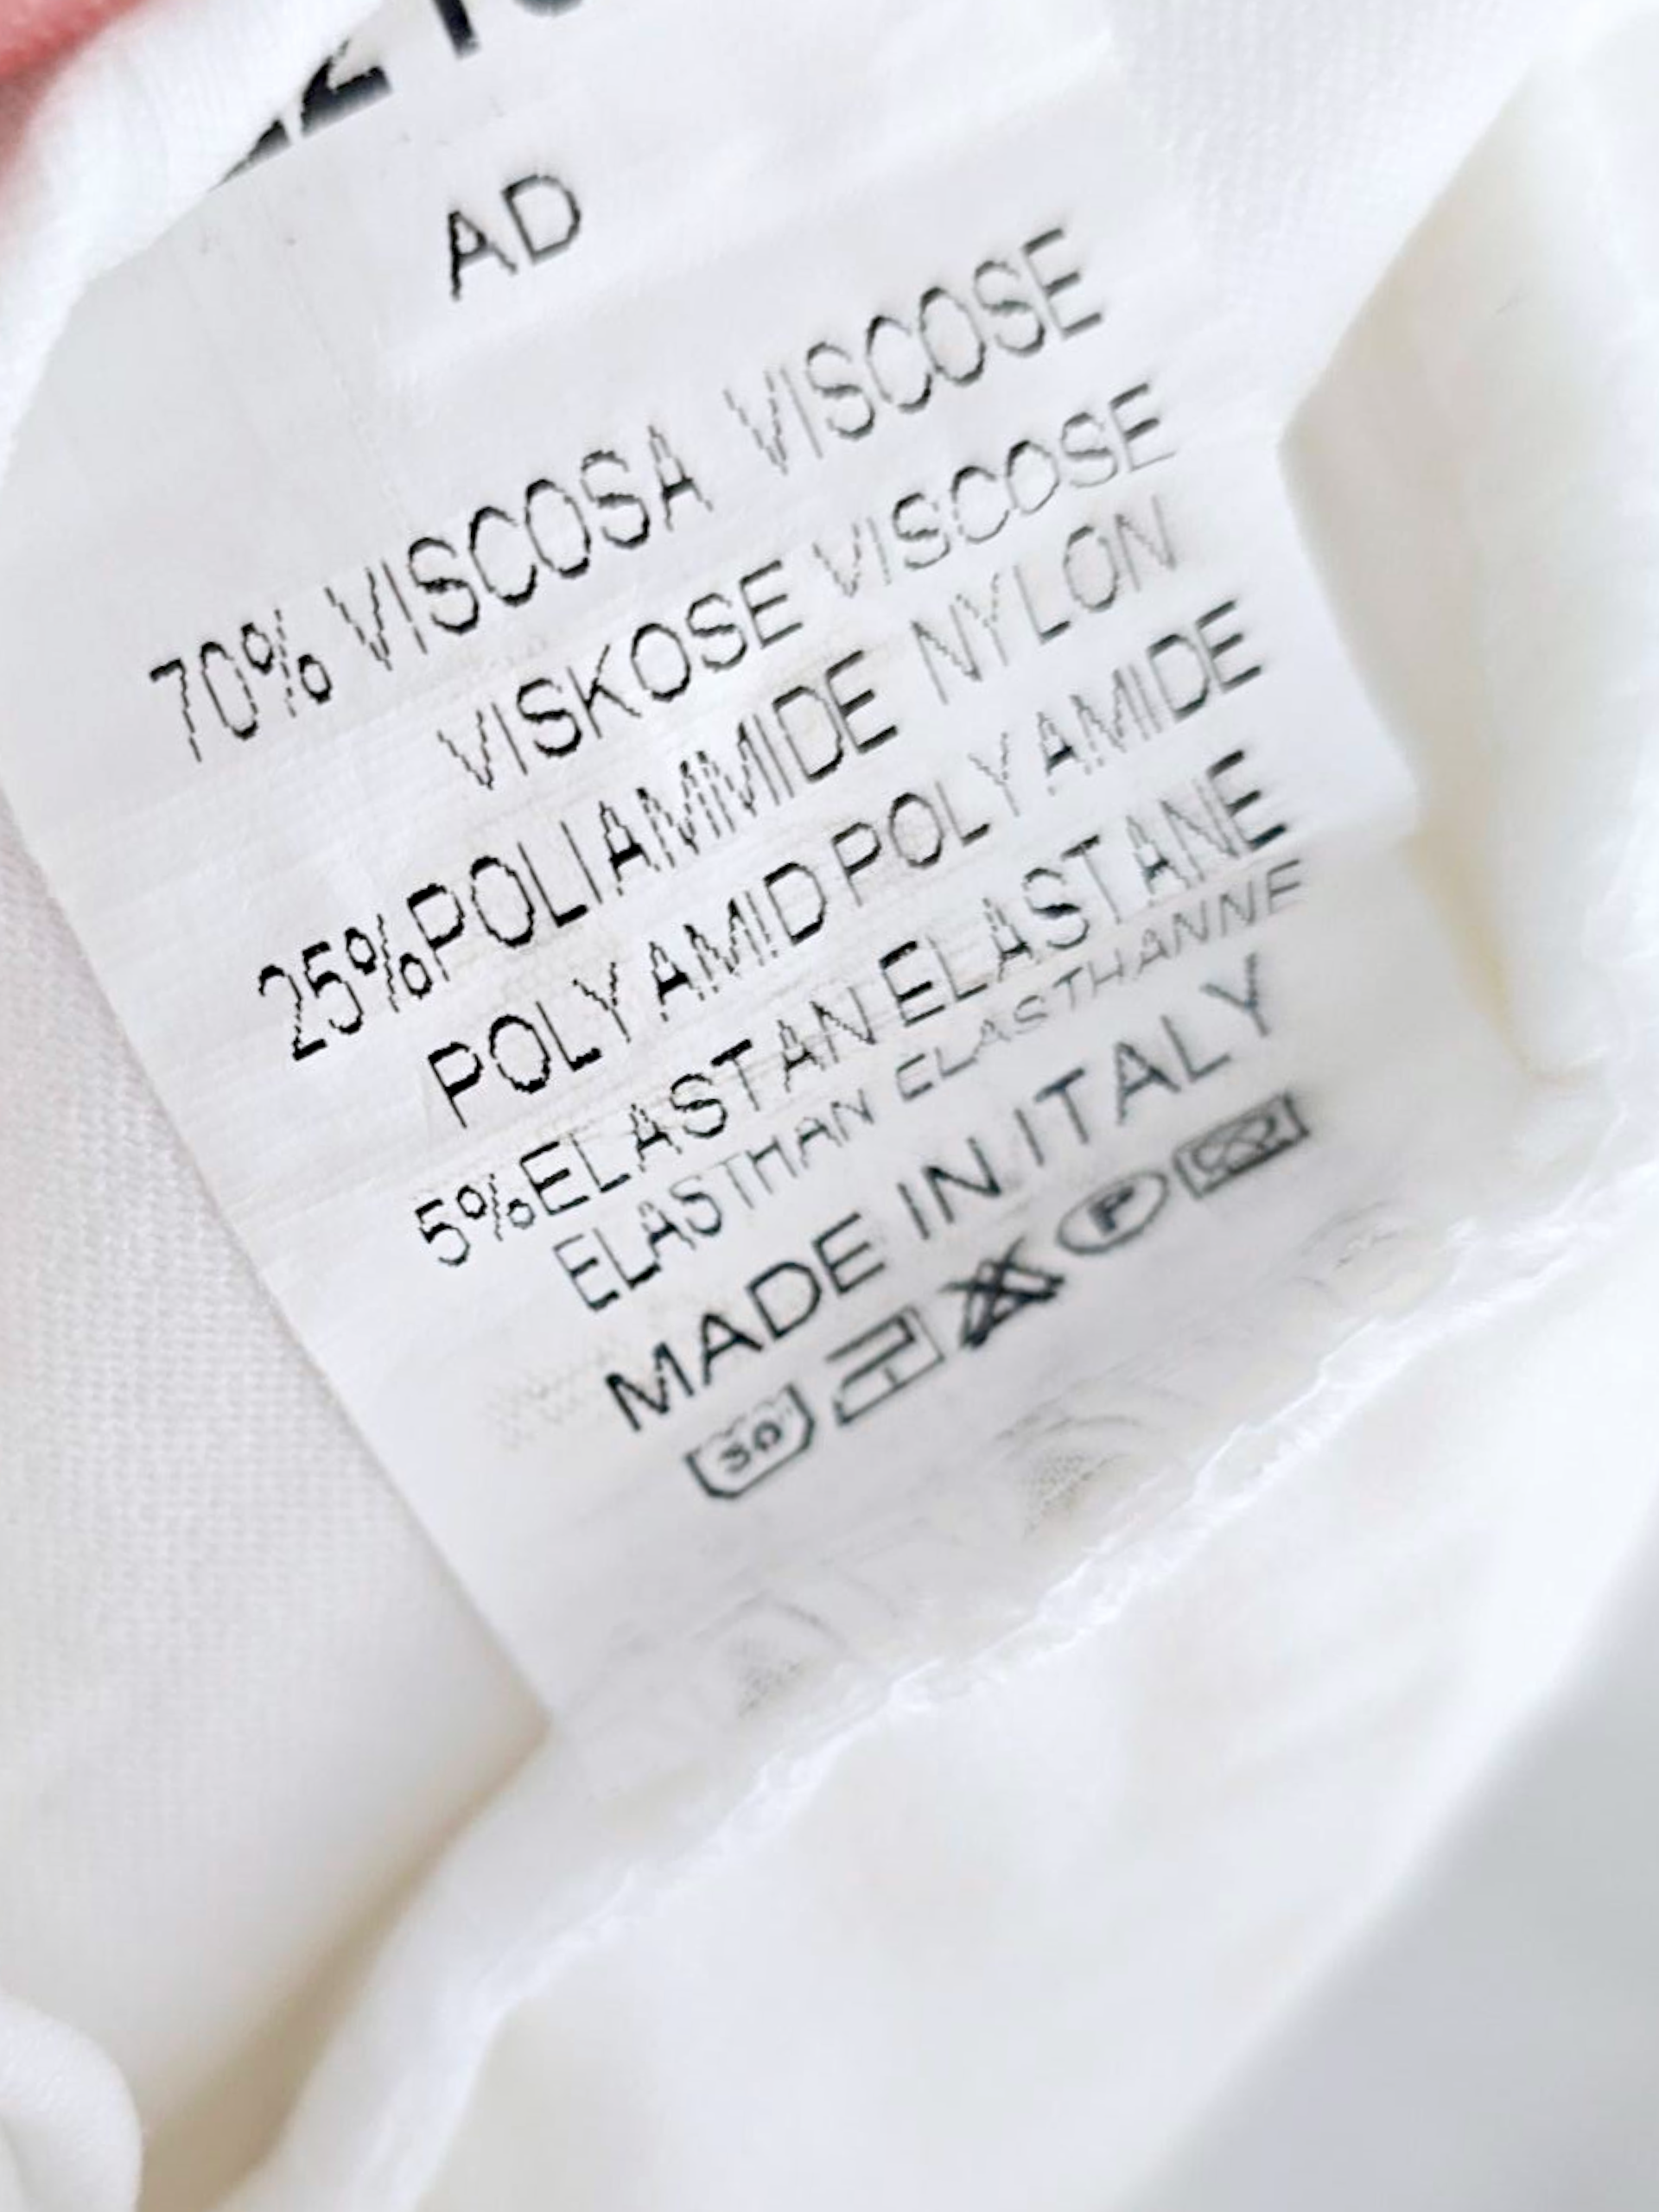 AD
70% VISCOSA VISCOSE
VISKOSE VISCOSE
25%POLIAMMIDE NYLON
POLYAMID POLYAMIDE
5%ELASTAN ELASTANE
ELASTHAN ELASTHANNE
MADE IN ITALY
30 P